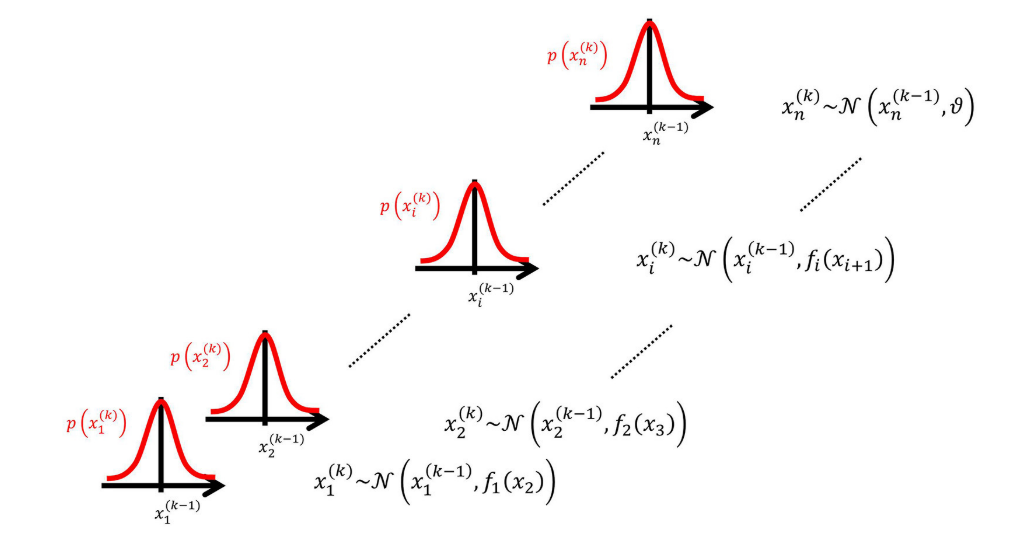 p(x_n^{(k)})
x_n^{(k-1)}
x_n^{(k)}~𝒩(x_n^{(k-1)}, ϑ)
p(x_i^{(k)})
x_i^{(k-1)}
x_i^{(k)}~𝒩(x_i^{(k-1)}, f_i(x_{i+1}))
p(x_2^{(k)})
x_2^{(k-1)}
x_2^{(k)}~𝒩(x_2^{(k-1)}, f_2(x_3))
p(x_1^{(k)})
x_1^{(k-1)}
x_1^{(k)}~𝒩(x_1^{(k-1)}, f_1(x_2))